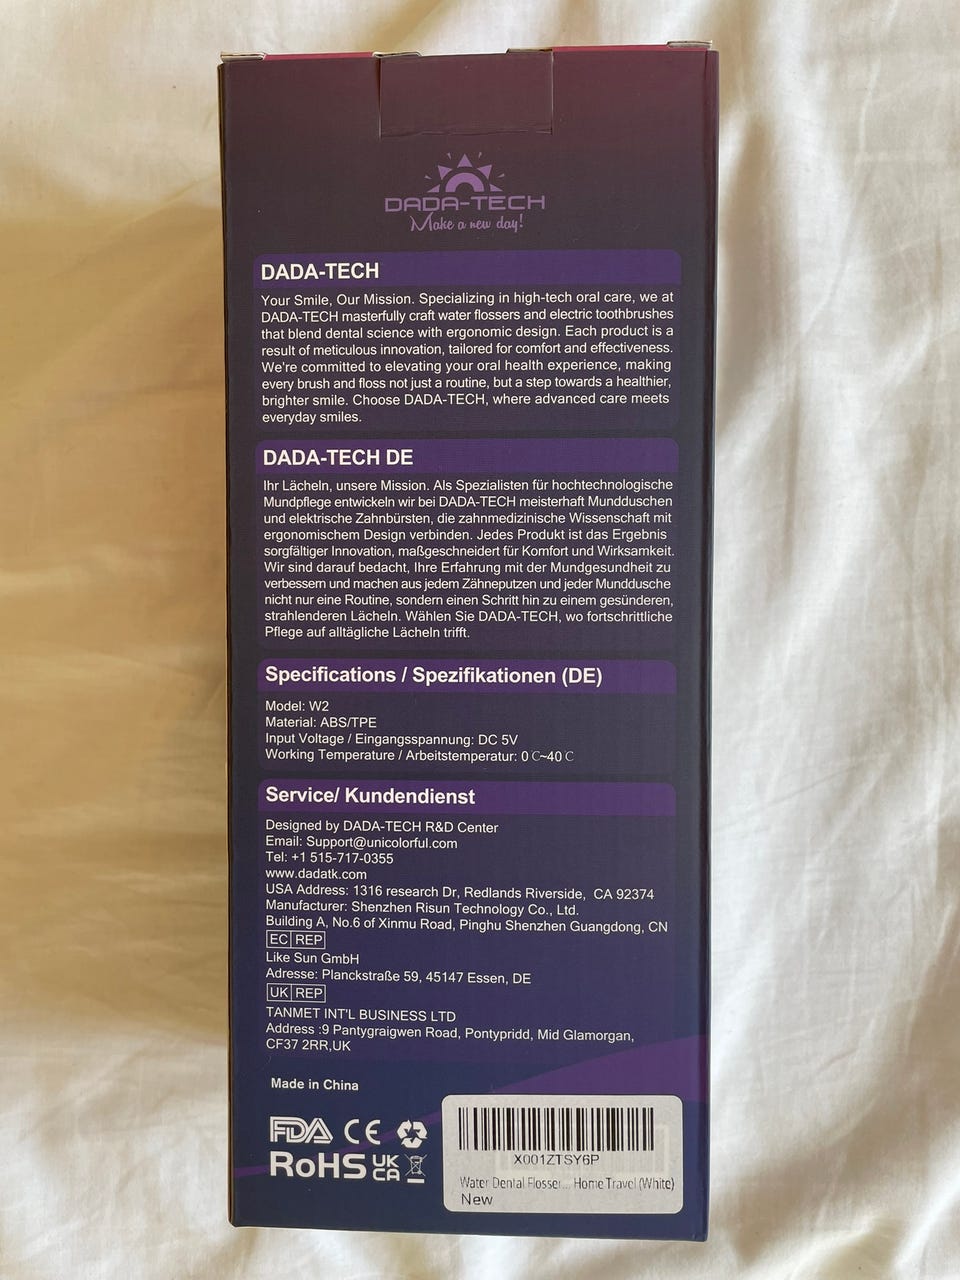 DADA-TECH
Make a new day!
DADA-TECH
Your Smile, Our Mission. Specializing in high-tech oral care, we at
DADA-TECH masterfully craft water flossers and electric toothbrushes
that blend dental science with ergonomic design. Each product is a
result of meticulous innovation, tailored for comfort and effectiveness.
We're committed to elevating your oral health experience, making
every brush and floss not just a routine, but a step towards a healthier,
brighter smile. Choose DADA-TECH, where advanced care meets
everyday smiles.
DADA-TECH DE
Ihr Lächeln, unsere Mission. Als Spezialisten für hochtechnologische
Mundpflege entwickeln wir bei DADA-TECH meisterhaft Mundduschen
und elektrische Zahnbürsten, die zahnmedizinische Wissenschaft mit
ergonomischem Design verbinden. Jedes Produkt ist das Ergebnis
sorgfältiger Innovation, maßgeschneidert für Komfort und Wirksamkeit.
Wir sind darauf bedacht, Ihre Erfahrung mit der Mundgesundheit zu
verbessern und machen aus jedem Zähneputzen und jeder Munddusche
nicht nur eine Routine, sondern einen Schritt hin zu einem gesünderen,
strahlenderen Lächeln. Wählen Sie DADA-TECH, wo fortschrittliche
Pflege auf alltägliche Lächeln trifft.
Specifications / Spezifikationen (DE)
Model: W2
Material: ABS/TPE
Input Voltage / Eingangsspannung: DC 5V
Working Temperature / Arbeitstemperatur: 0℃~40℃
Service/ Kundendienst
Designed by DADA-TECH R&D Center
Email: Support@unicolorful.com
Tel: +1 515-717-0355
www.dadatk.com
USA Address: 1316 research Dr, Redlands Riverside, CA 92374
Manufacturer: Shenzhen Risun Technology Co., Ltd.
Building A, No.6 of Xinmu Road, Pinghu Shenzhen Guangdong, CN
EC REP
Like Sun GmbH
Adresse: Planckstraße 59, 45147 Essen, DE
UK REP
TANMET INT'L BUSINESS LTD
Address :9 Pantygraigwen Road, Pontypridd, Mid Glamorgan,
CF37 2RR,UK
Made in China
FDA CE
RoHS UK CA
X001ZTSY6P
Water Dental Flosser... Home Travel (White)
New